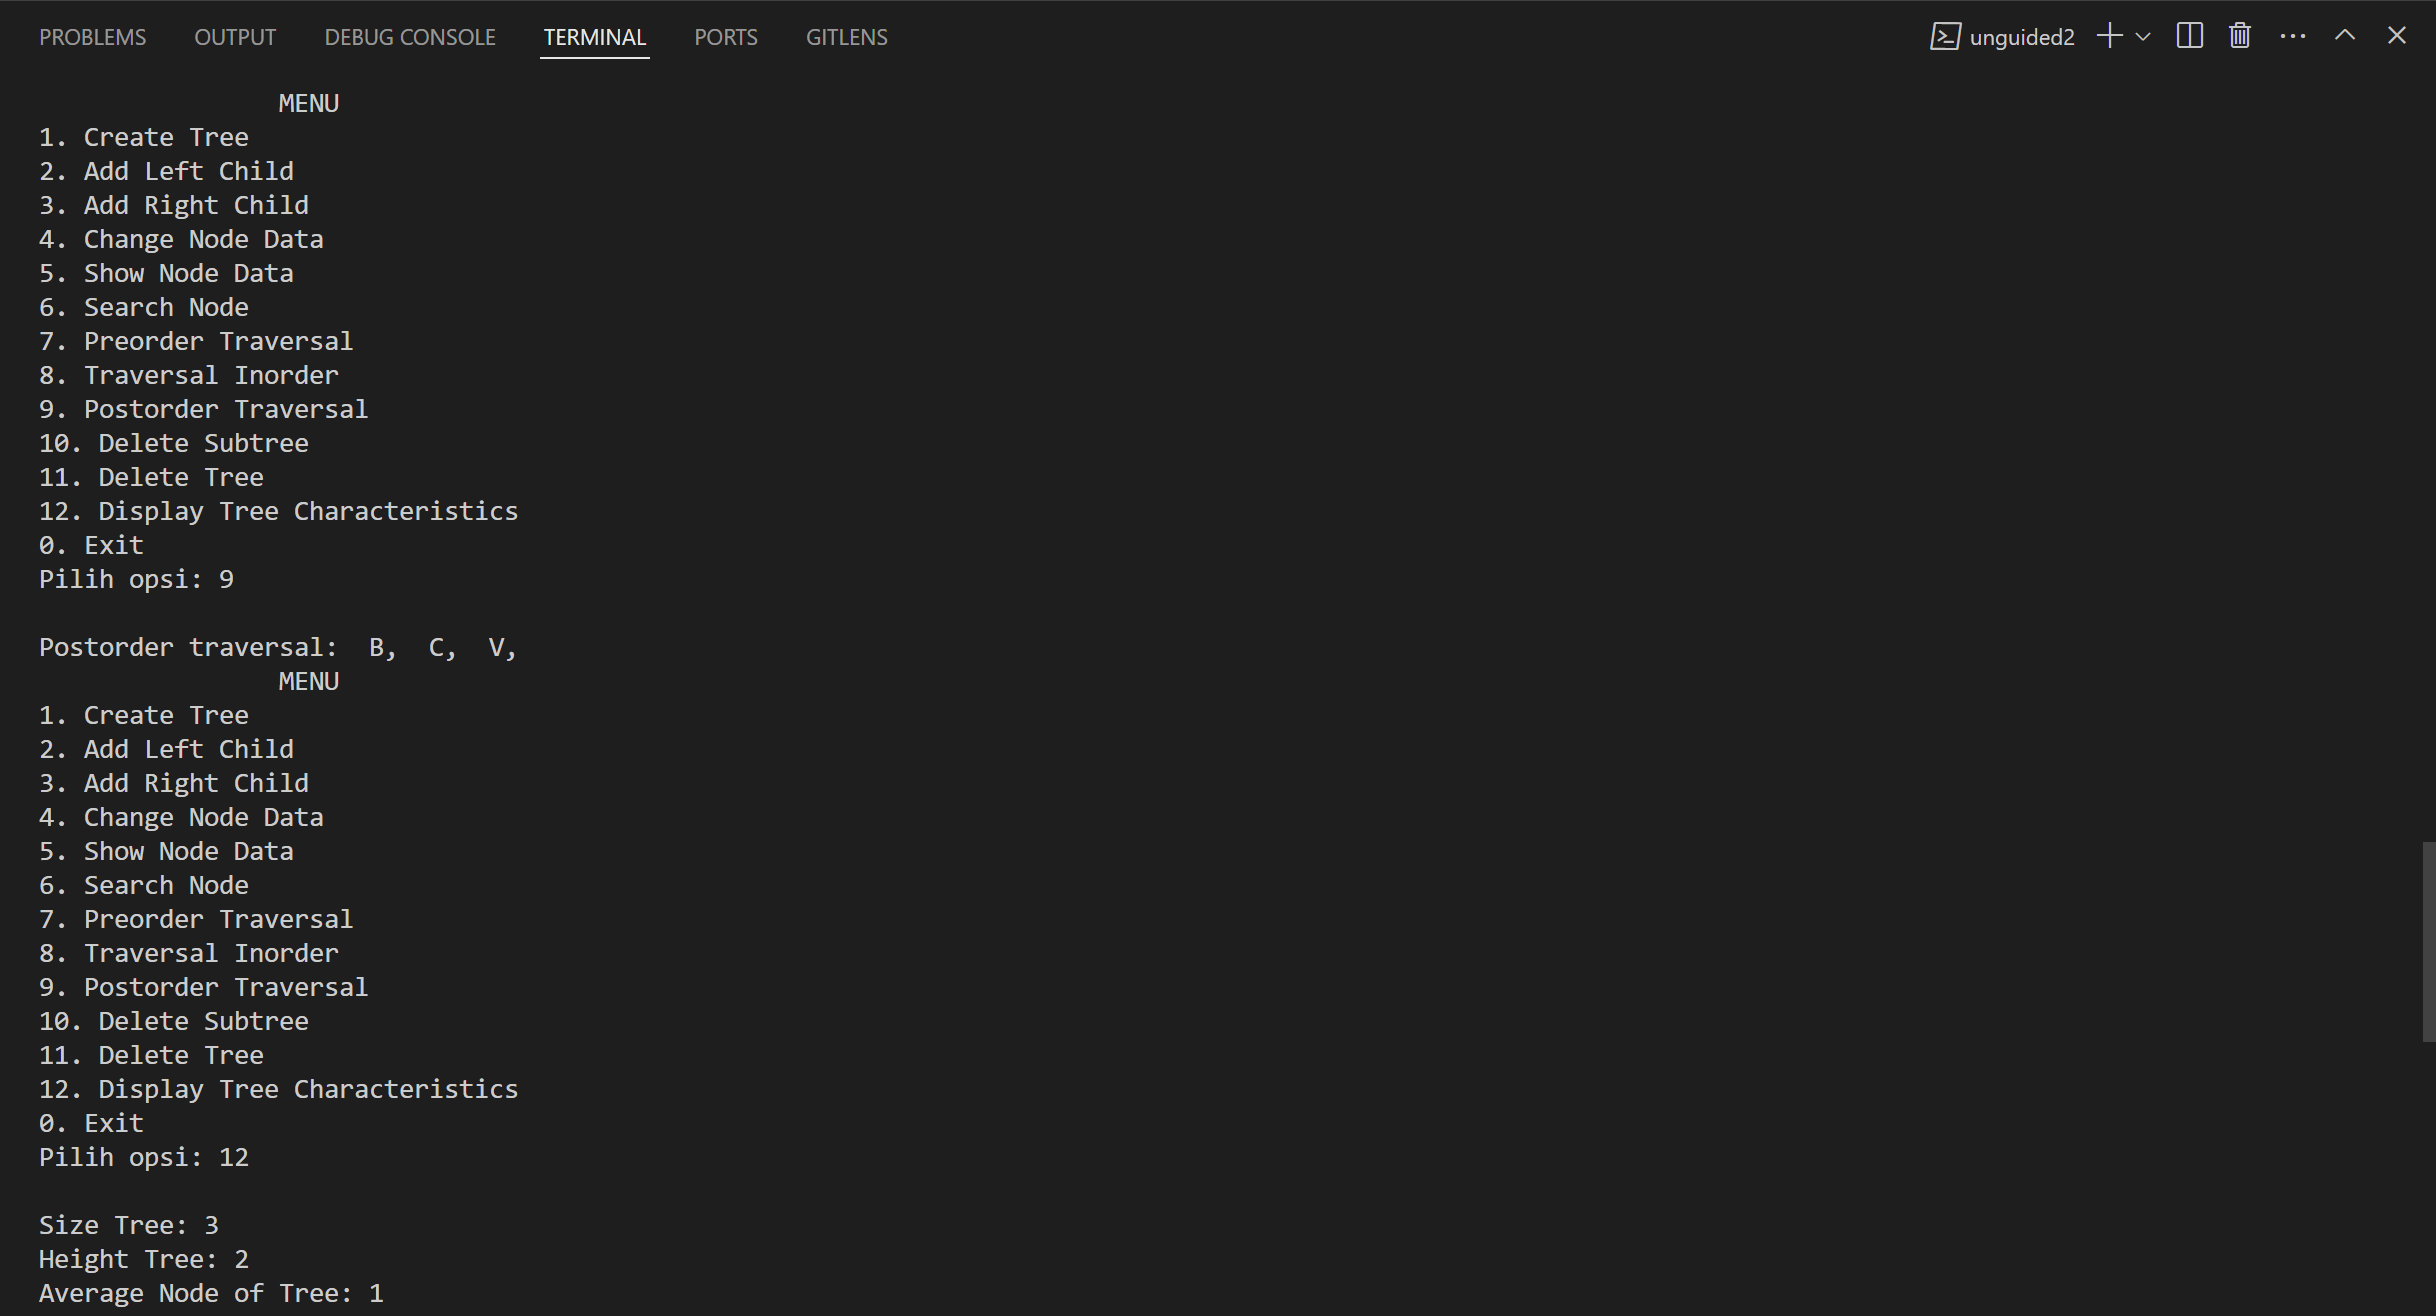 PROBLEMS OUTPUT DEBUG CONSOLE TERMINAL PORTS GITLENS unguided2
MENU
1. Create Tree
2. Add Left Child
3. Add Right Child
4. Change Node Data
5. Show Node Data
6. Search Node
7. Preorder Traversal
8. Traversal Inorder
9. Postorder Traversal
10. Delete Subtree
11. Delete Tree
12. Display Tree Characteristics
0. Exit
Pilih opsi: 9
Postorder traversal:  B,  C,  V,
MENU
1. Create Tree
2. Add Left Child
3. Add Right Child
4. Change Node Data
5. Show Node Data
6. Search Node
7. Preorder Traversal
8. Traversal Inorder
9. Postorder Traversal
10. Delete Subtree
11. Delete Tree
12. Display Tree Characteristics
0. Exit
Pilih opsi: 12
Size Tree: 3
Height Tree: 2
Average Node of Tree: 1